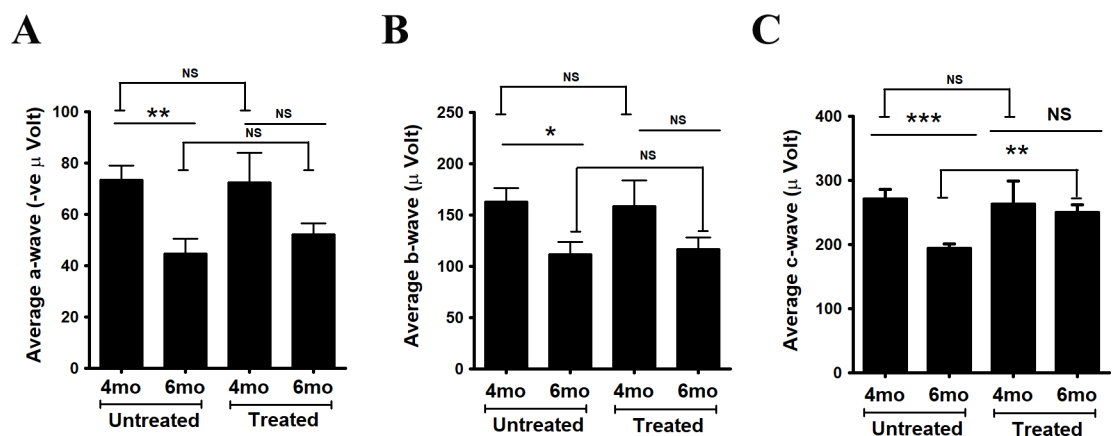 A
NS
Average a-wave (-ve μ Volt)
100
80
60
40
20
0
**
NS
NS
4mo 6mo 4mo 6mo
Untreated Treated
B
NS
Average b-wave (μ Volt)
250
200
150
100
50
0
*
NS
NS
4mo 6mo 4mo 6mo
Untreated Treated
C
NS
Average c-wave (μ Volt)
400
300
200
100
0
***
NS
**
4mo 6mo 4mo 6mo
Untreated Treated